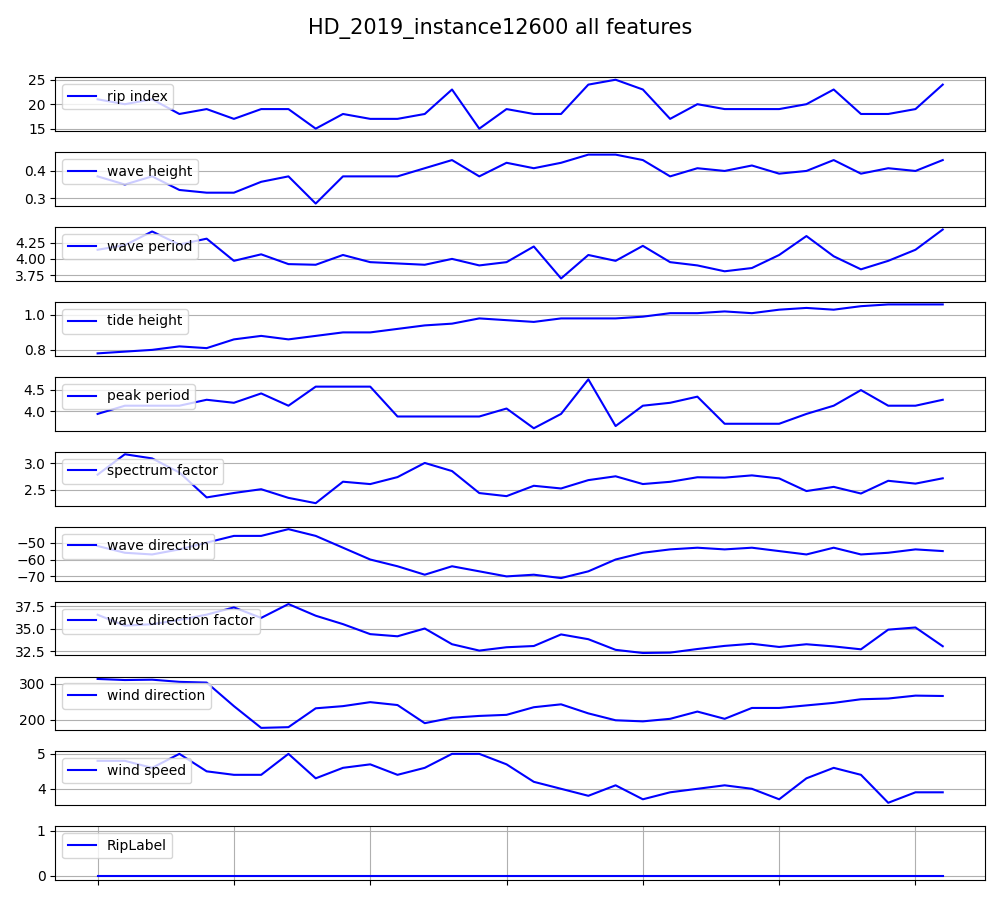 HD_2019_instance12600 all features
25
20
15
rip index
0.4
0.3
wave height
4.25
4.00
3.75
wave period
1.0
0.8
tide height
4.5
4.0
peak period
3.0
2.5
spectrum factor
−50
−60
−70
wave direction
37.5
35.0
32.5
wave direction factor
300
200
wind direction
5
4
wind speed
1
0
RipLabel